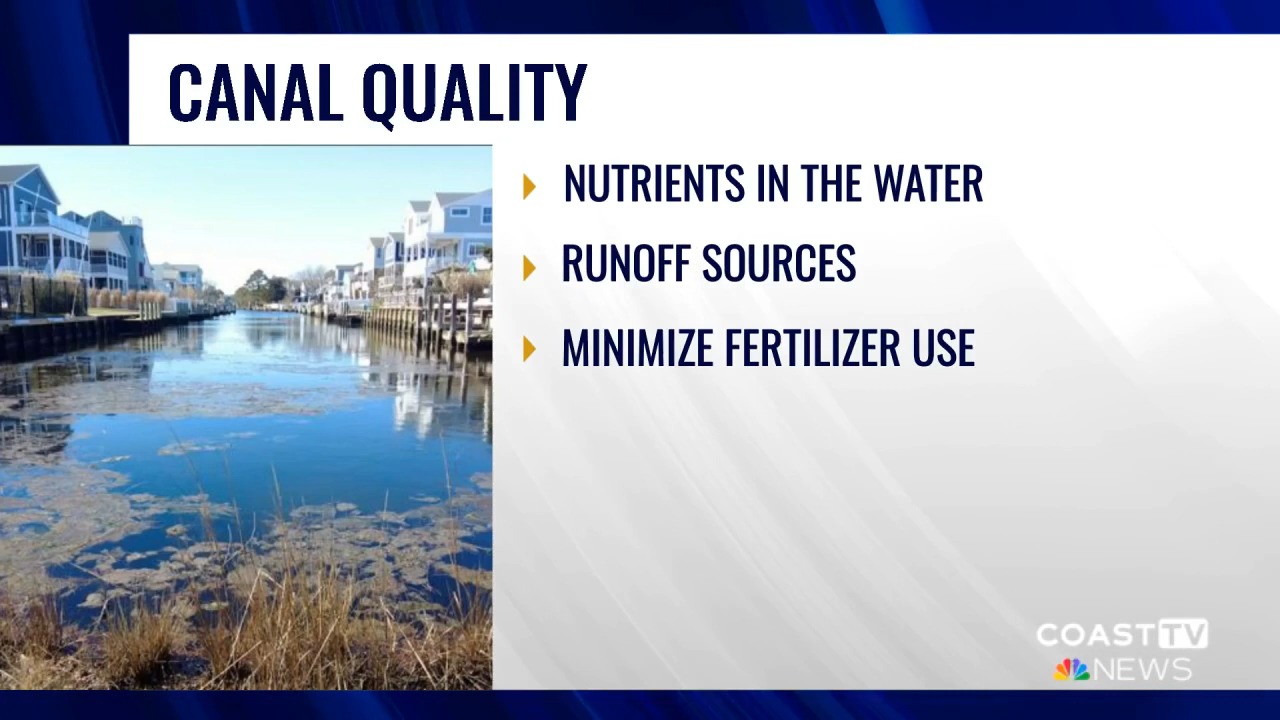 CANAL QUALITY
NUTRIENTS IN THE WATER
RUNOFF SOURCES
MINIMIZE FERTILIZER USE
COAST TV
NEWS